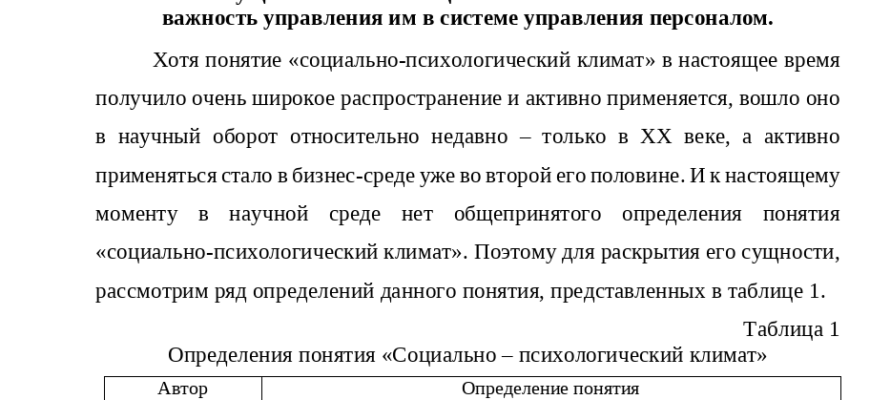 важность управления им в системе управления персоналом.
Хотя понятие «социально-психологический климат» в настоящее время
получило очень широкое распространение и активно применяется, вошло оно
в научный оборот относительно недавно – только в XX веке, а активно
применяться стало в бизнес-среде уже во второй его половине. И к настоящему
моменту в научной среде нет общепринятого определения понятия
«социально-психологический климат». Поэтому для раскрытия его сущности,
рассмотрим ряд определений данного понятия, представленных в таблице 1.
Таблица 1
Определения понятия «Социально – психологический климат»
Автор Определение понятия